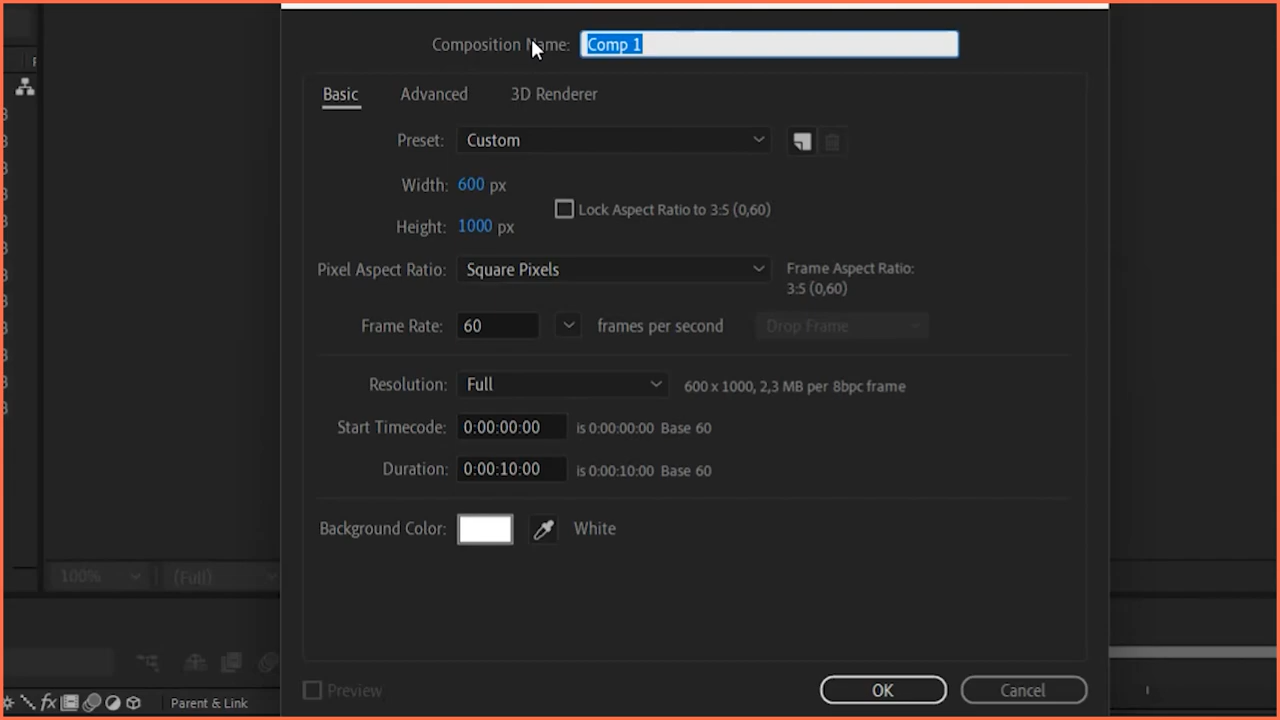 Composition Name: Comp 1
Basic Advanced 3D Renderer
Preset: Custom
Width: 600 px
Lock Aspect Ratio to 3:5 (0,60)
Height: 1000 px
Pixel Aspect Ratio: Square Pixels
Frame Aspect Ratio:
3:5 (0,60)
Frame Rate: 60 frames per second Drop Frame
Resolution: Full 600 x 1000, 2,3 MB per 8bpc frame
Start Timecode: 0:00:00:00 is 0:00:00:00 Base 60
Duration: 0:00:10:00 is 0:00:10:00 Base 60
Background Color: White
100% (Full)
Preview OK Cancel
fx Parent & Link